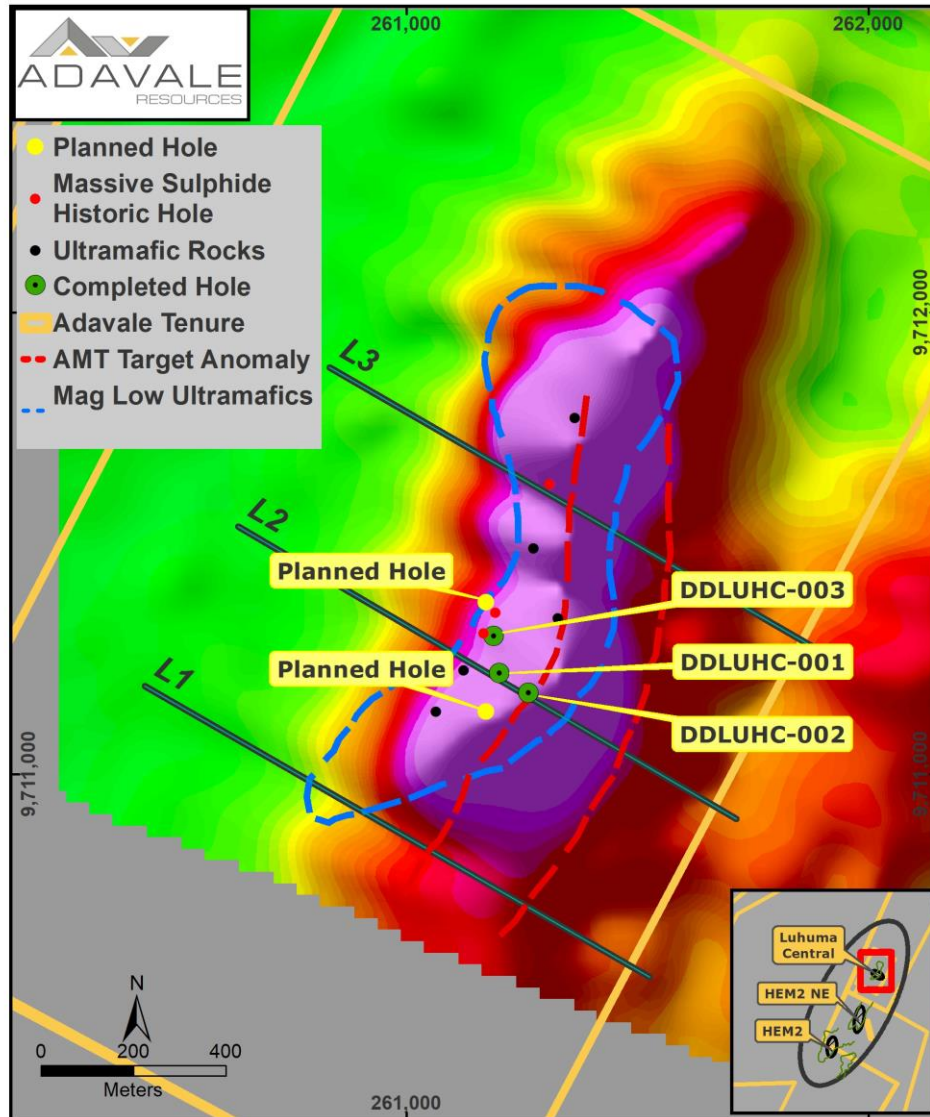 261,000
262,000
ADAVALE
RESOURCES
Planned Hole
Massive Sulphide
Historic Hole
Ultramafic Rocks
Completed Hole
Adavale Tenure
AMT Target Anomaly
Mag Low Ultramafics
9,712,000
L3
L2
Planned Hole
DDLUHC-003
DDLUHC-001
Planned Hole
L1
DDLUHC-002
9,711,000
9,711,000
Luhuma
Central
HEM2 NE
HEM2
N
0 200 400
Meters
261,000